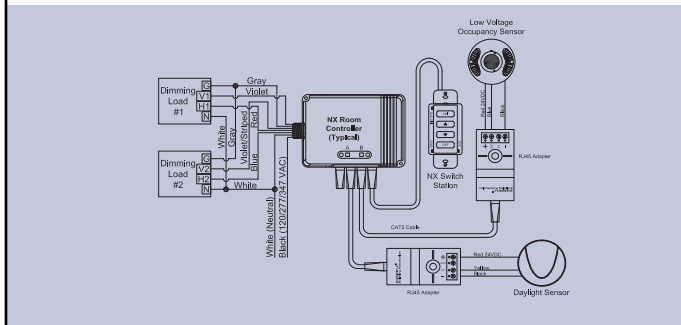 Low Voltage
Occupancy Sensor
Gray
Violet
Dimming
Load
#1
G
V1
H1
N
White
Gray
Violet/Striped
Red
Blue
NX Room
Controller
(Typical)
A B
Red 24VDC
Blue
Black
RJ45 Adapter
NX Switch
Station
Dimming
Load
#2
G
V2
H2
N
White
White (Neutral)
Black (120/277/347 VAC)
CAT5 Cable
Red 24VDC
Yellow
Black
RJ45 Adapter
Daylight Sensor